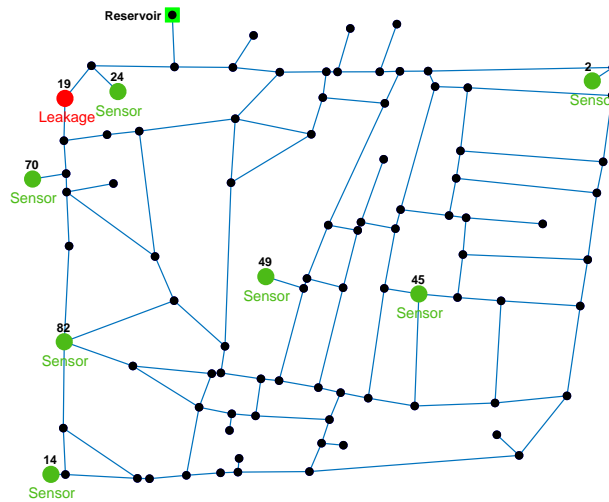 Reservoir
2
19
24
Sensor
Sensor
Leakage
70
Sensor
49
Sensor
45
Sensor
82
Sensor
14
Sensor